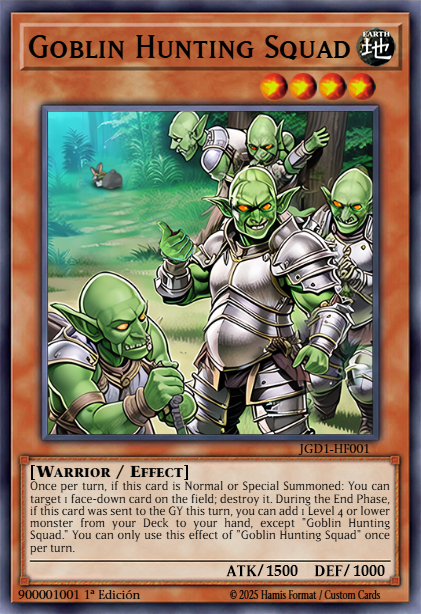 Goblin Hunting Squad
EARTH
地
JGD1-HF001
[Warrior / Effect]
Once per turn, if this card is Normal or Special Summoned: You can
target 1 face-down card on the field; destroy it. During the End Phase,
if this card was sent to the GY this turn, you can add 1 Level 4 or lower
monster from your Deck to your hand, except "Goblin Hunting
Squad." You can only use this effect of "Goblin Hunting Squad" once
per turn.
ATK/1500 DEF/1000
900001001 1ª Edición © 2025 Hamis Format / Custom Cards